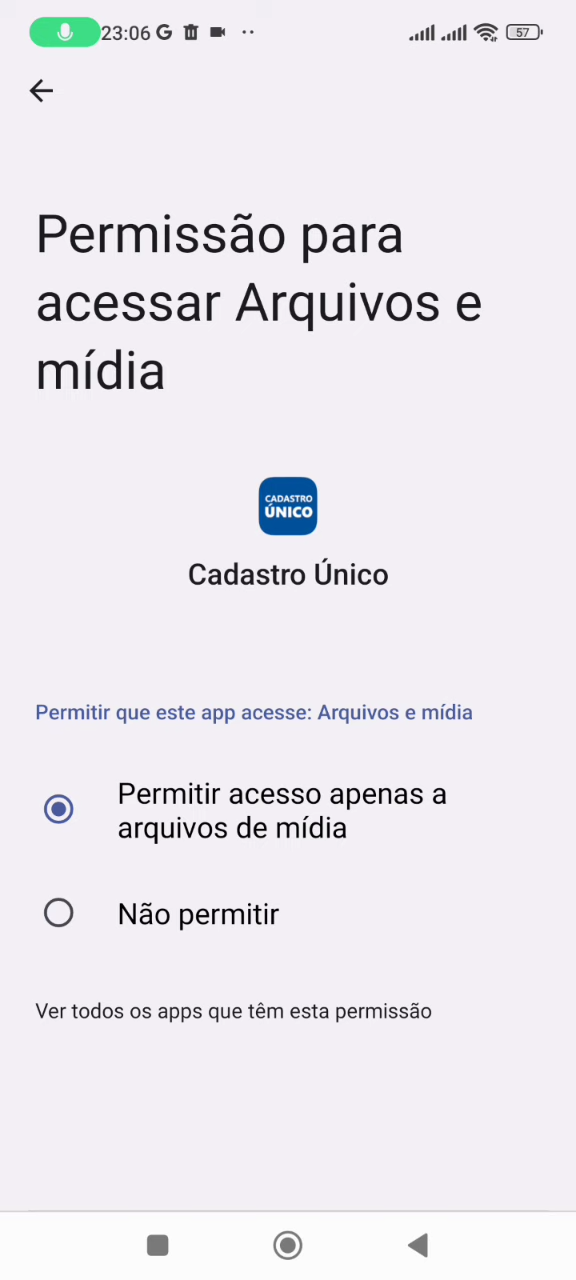 23:06
57
Permissão para
acessar Arquivos e
mídia
CADASTRO
ÚNICO
Cadastro Único
Permitir que este app acesse: Arquivos e mídia
Permitir acesso apenas a
arquivos de mídia
Não permitir
Ver todos os apps que têm esta permissão